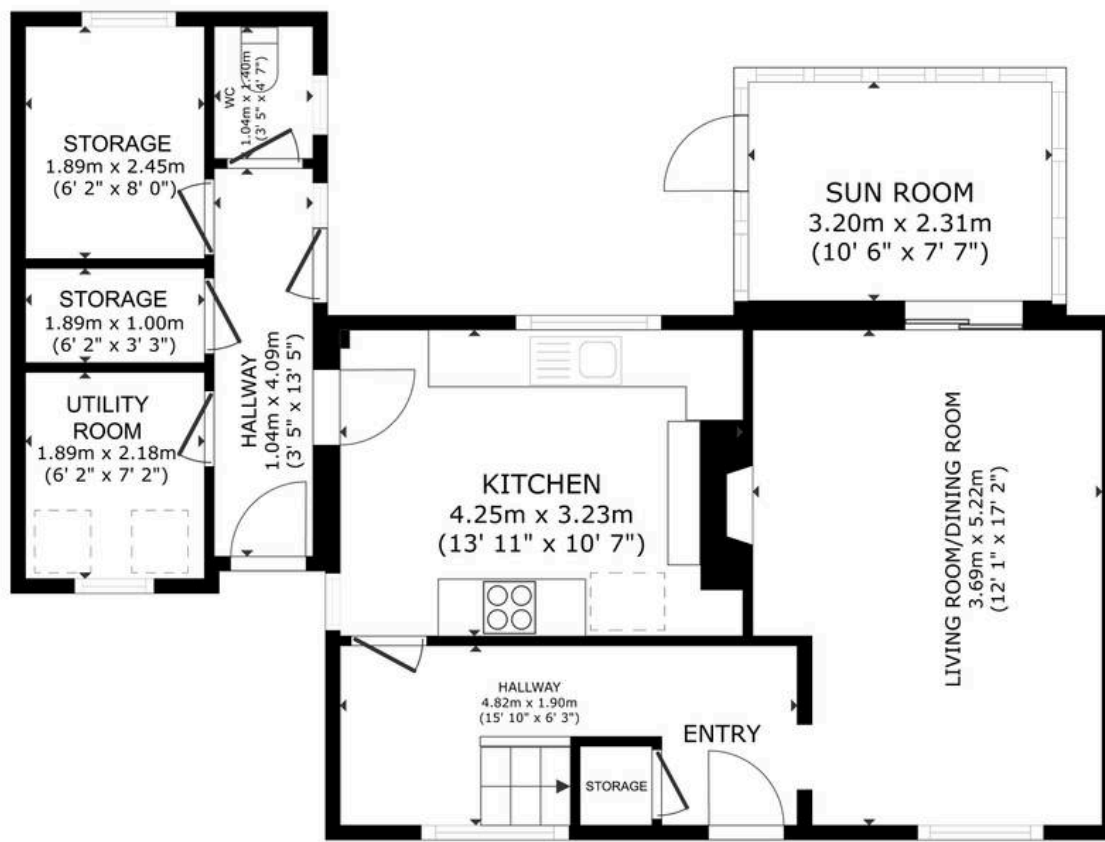 STORAGE
1.89m x 2.45m
(6' 2" x 8' 0")
WC
1.04m x 1.40m
(3' 5" x 4' 7")
SUN ROOM
3.20m x 2.31m
(10' 6" x 7' 7")
STORAGE
1.89m x 1.00m
(6' 2" x 3' 3")
HALLWAY
1.04m x 4.09m
(3' 5" x 13' 5")
UTILITY
ROOM
1.89m x 2.18m
(6' 2" x 7' 2")
KITCHEN
4.25m x 3.23m
(13' 11" x 10' 7")
LIVING ROOM/DINING ROOM
3.69m x 5.22m
(12' 1" x 17' 2")
HALLWAY
4.82m x 1.90m
(15' 10" x 6' 3")
ENTRY
STORAGE